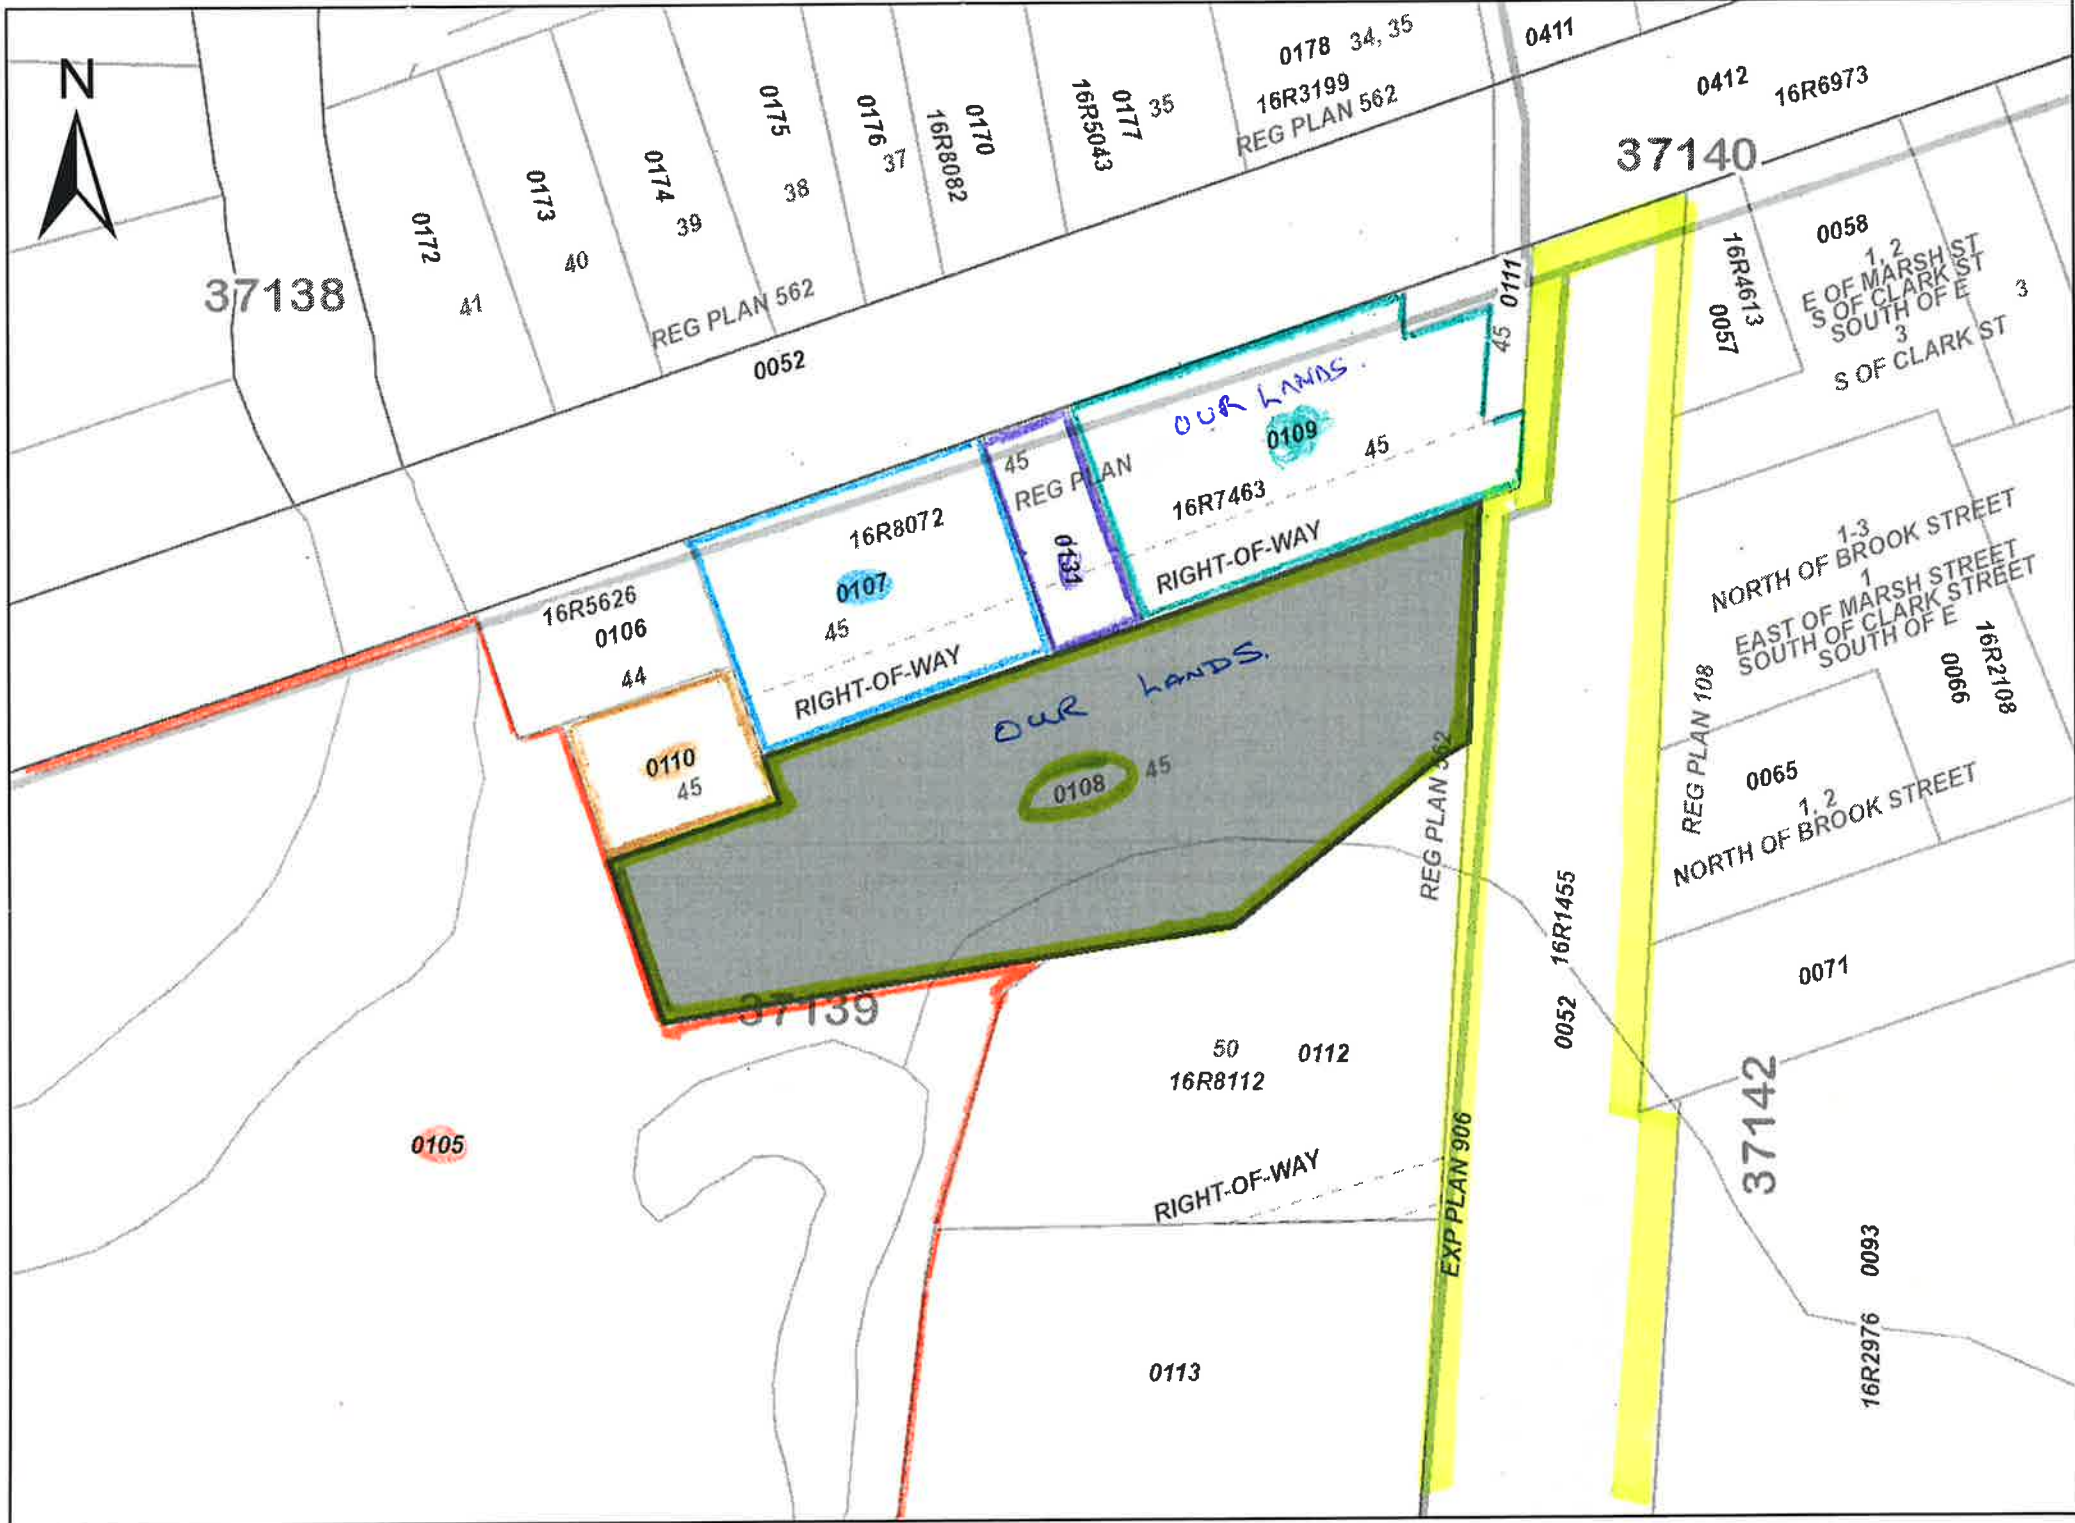 N
37138
0172
41
0173
40
0174
39
0175
38
0176
37
0170
16R8082
0177
16R5043
35
0178 34, 35
16R3199
REG PLAN 562
0411
0412
16R6973
37140
REG PLAN 562
0052
0111
45
16R4613
0057
0058
1, 2
E OF MARSH ST
S OF CLARK ST
SOUTH OF E
3
S OF CLARK ST
3
OUR LANDS.
0109
45
16R7463
RIGHT-OF-WAY
45
REG PLAN
0131
16R8072
0107
45
RIGHT-OF-WAY
16R5626
0106
44
0110
45
OUR LANDS.
0108
45
REG PLAN 562
REG PLAN 108
1-3
NORTH OF BROOK STREET
1
EAST OF MARSH STREET
SOUTH OF CLARK STREET
SOUTH OF E
16R2108
0066
0065
1, 2
NORTH OF BROOK STREET
0071
16R1455
0052
37139
50
0112
16R8112
37142
0105
RIGHT-OF-WAY
EXP PLAN 906
0093
16R2976
0113